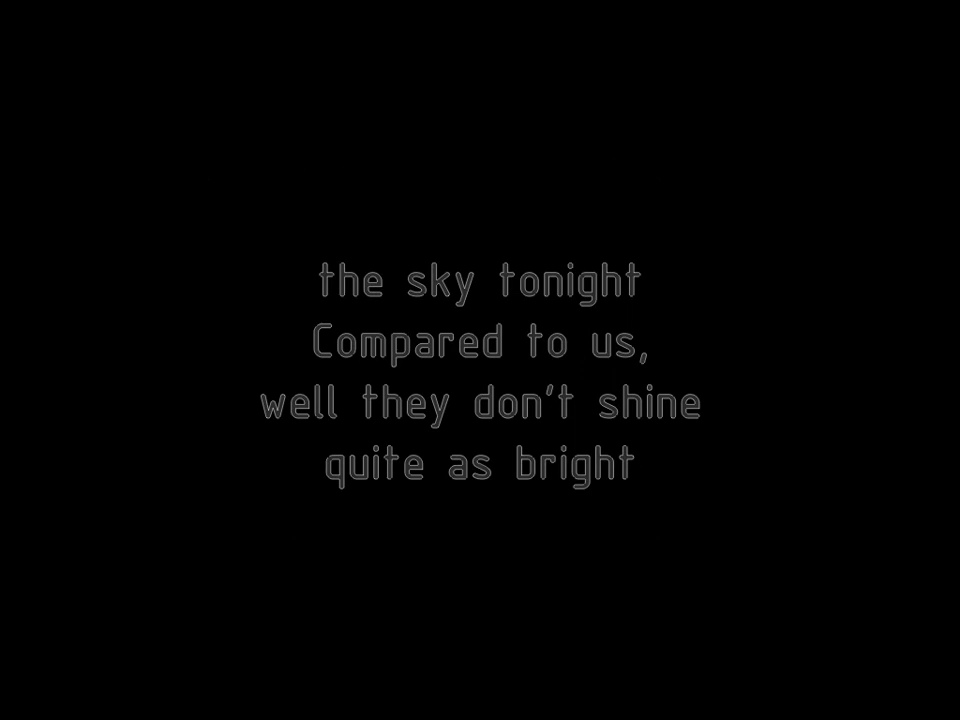 the sky tonight
Compared to us,
well they don't shine
quite as bright